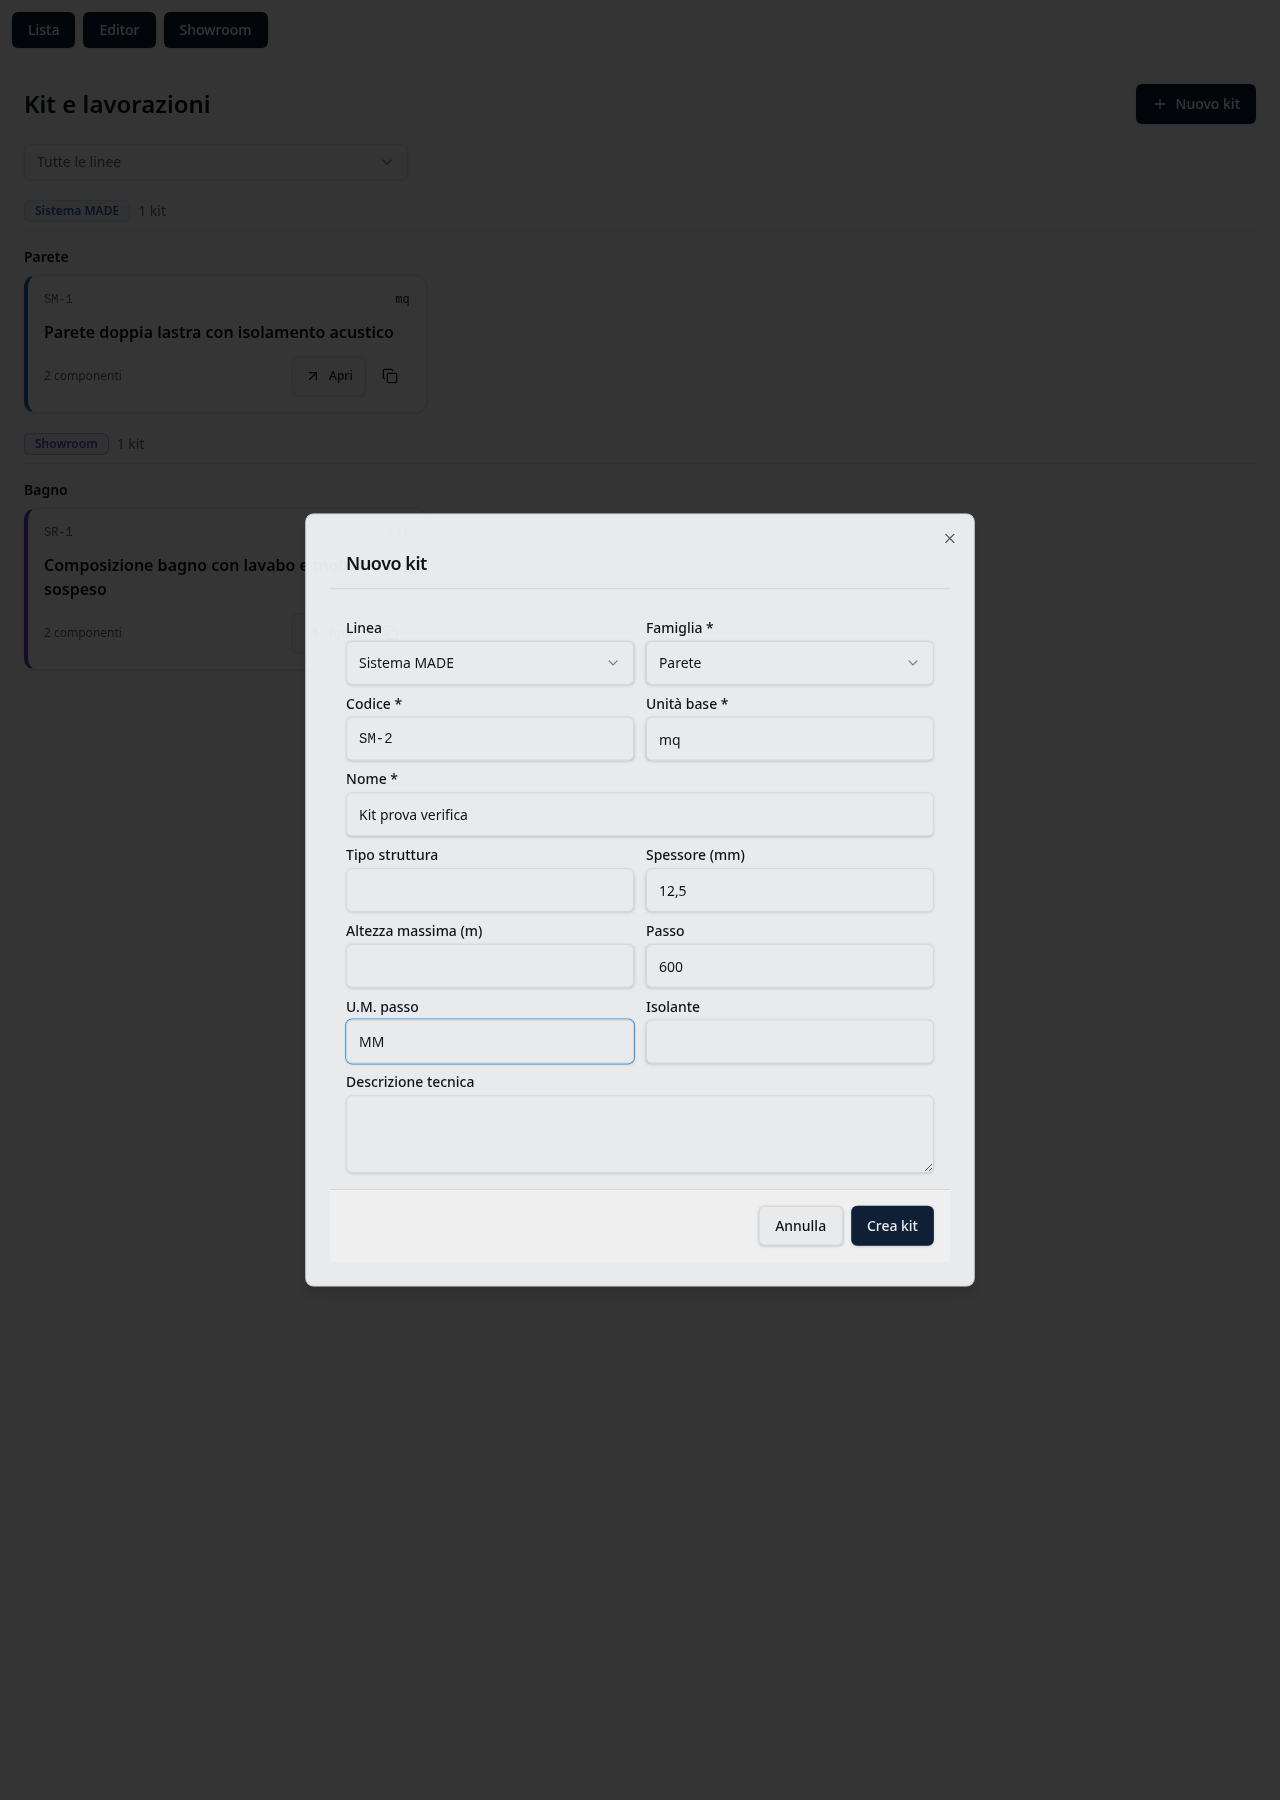 Lista Editor Showroom
Kit e lavorazioni
Nuovo kit
Tutte le linee
Sistema MADE 1 kit
Parete
SM-1 mq
Parete doppia lastra con isolamento acustico
2 componenti Apri
Showroom 1 kit
Bagno
SR-1
Composizione bagno con lavabo e
sospeso
2 componenti
Nuovo kit
Linea Famiglia *
Sistema MADE Parete
Codice * Unità base *
SM-2 mq
Nome *
Kit prova verifica
Tipo struttura Spessore (mm)
12,5
Altezza massima (m) Passo
600
U.M. passo Isolante
MM
Descrizione tecnica
Annulla Crea kit